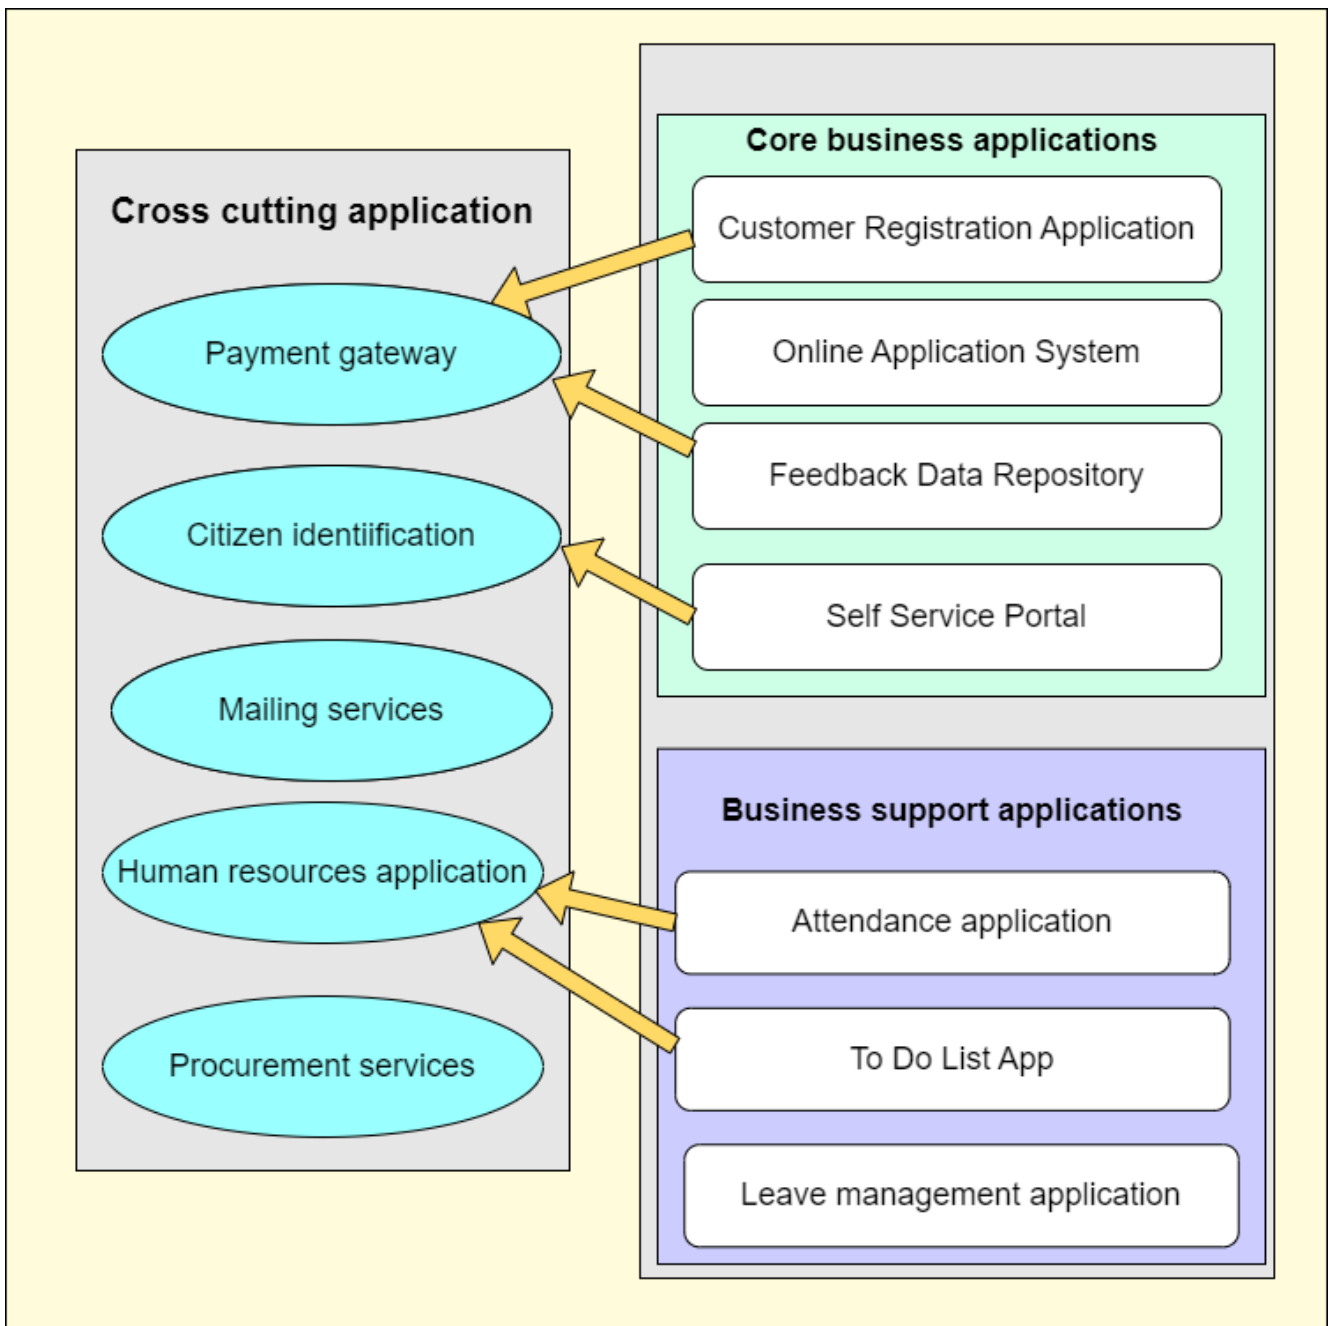 Cross cutting application
Payment gateway
Citizen identiification
Mailing services
Human resources application
Procurement services
Core business applications
Customer Registration Application
Online Application System
Feedback Data Repository
Self Service Portal
Business support applications
Attendance application
To Do List App
Leave management application